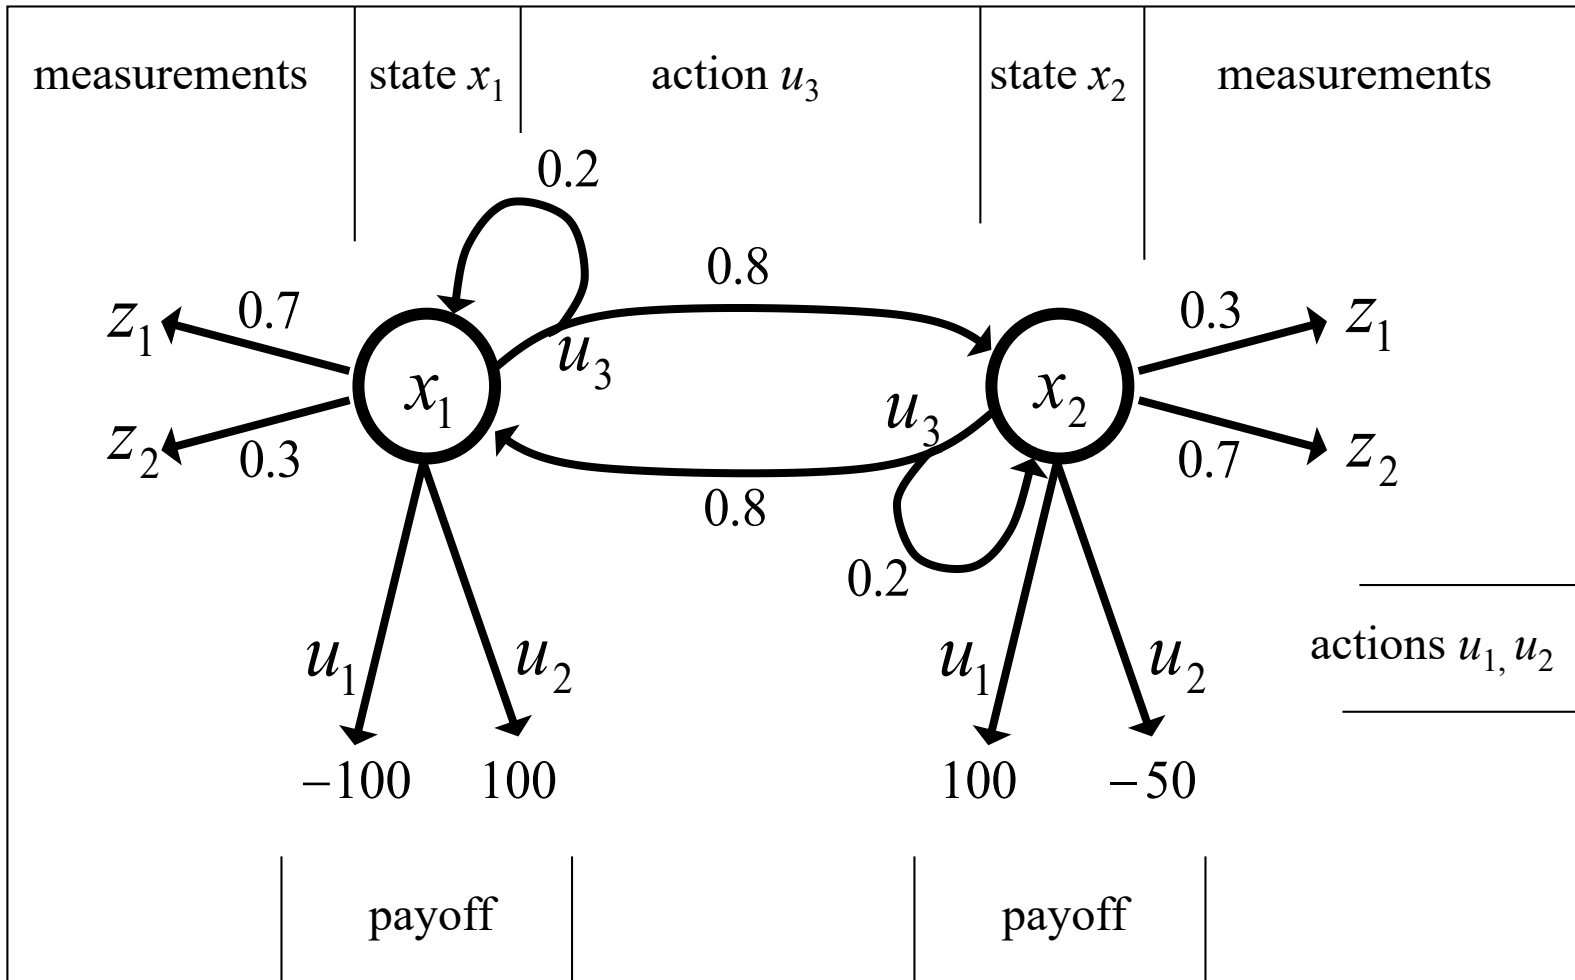 measurements
state x₁
action u₃
state x₂
measurements
0.2
0.8
z₁
0.7
0.3
z₁
u₃
x₁
x₂
u₃
z₂
0.3
0.7
z₂
0.8
0.2
u₁
u₂
u₁
u₂
actions u₁, u₂
−100
100
100
−50
payoff
payoff